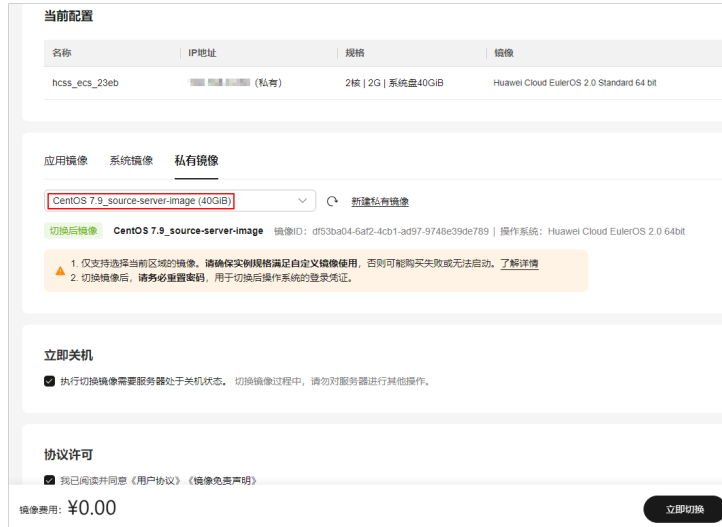 当前配置
名称 IP地址 规格 镜像
hcss_ecs_23eb (私有) 2核 | 2G | 系统盘40GiB Huawei Cloud EulerOS 2.0 Standard 64 bit
应用镜像 系统镜像 私有镜像
CentOS 7.9_source-server-image (40GiB) 新建私有镜像
切换后镜像 CentOS 7.9_source-server-image 镜像ID: df53ba04-6af2-4cb1-ad97-9748e39de789 | 操作系统: Huawei Cloud EulerOS 2.0 64bit
1. 仅支持选择当前区域的镜像。请确保实例规格满足自定义镜像使用，否则可能购买失败或无法启动。了解详情
2. 切换镜像后，请务必重置密码，用于切换后操作系统的登录凭证。
立即关机
执行切换镜像需要服务器处于关机状态。 切换镜像过程中，请勿对服务器进行其他操作。
协议许可
我已阅读并同意《用户协议》《镜像免责声明》
镜像费用: ¥0.00 立即切换